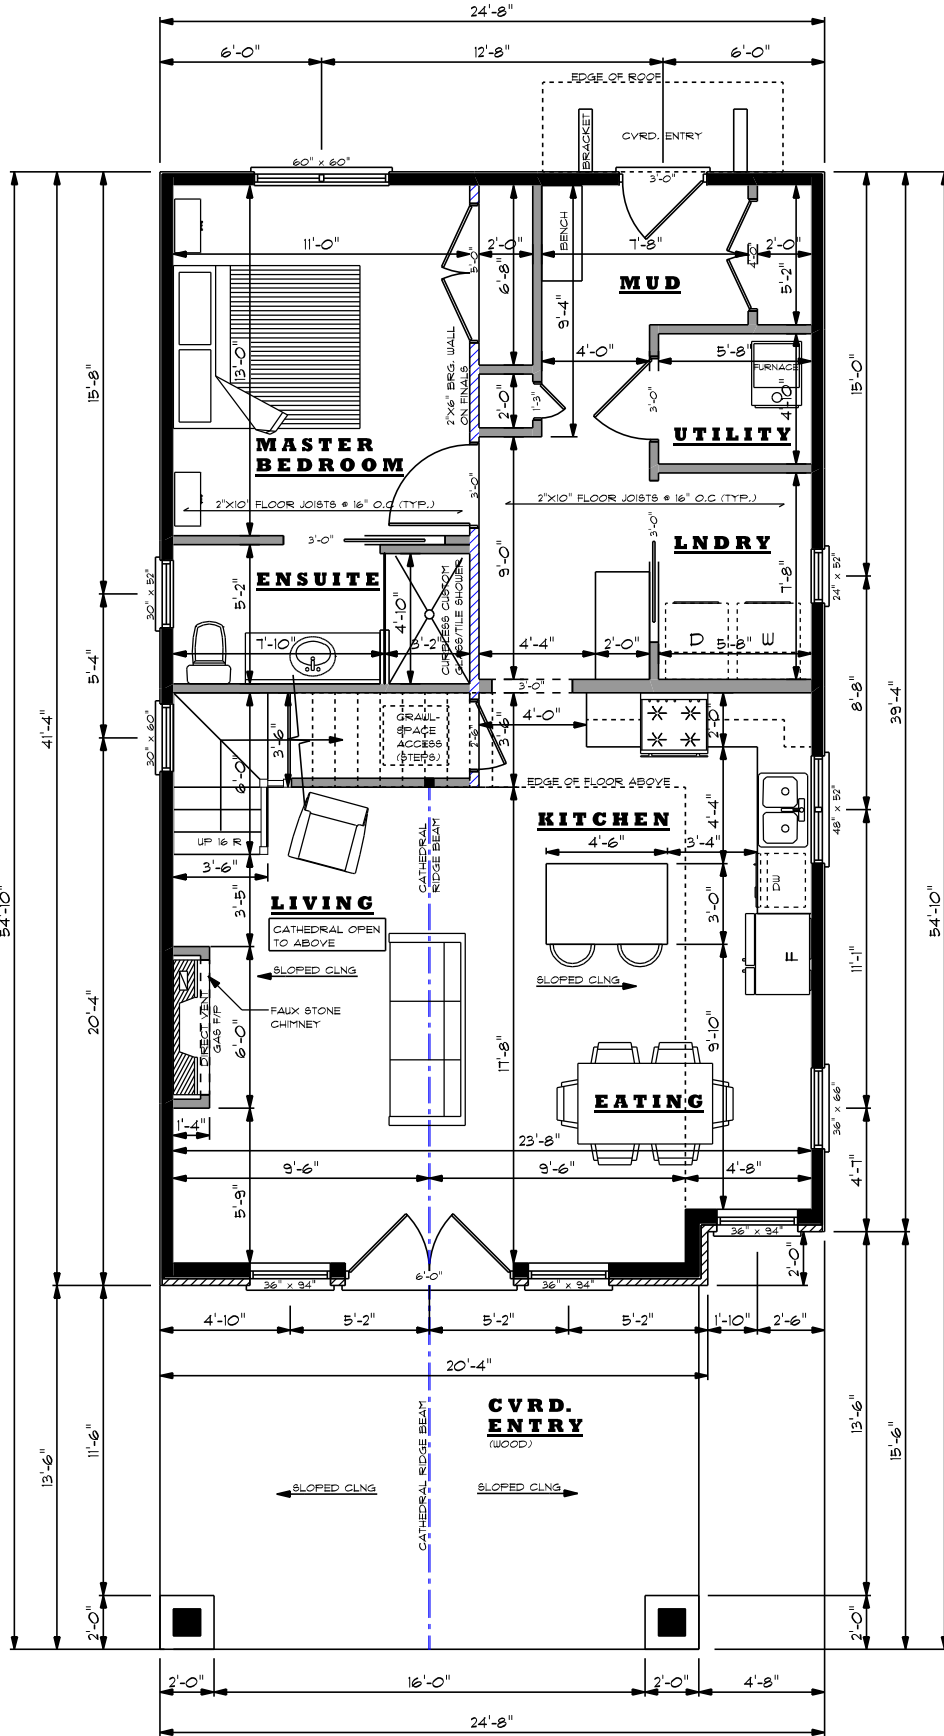 24'-8"
6'-0"
12'-8"
6'-0"
EDGE OF ROOF
BRACKET
CVRD. ENTRY
60" x 60"
3'-0"
11'-0"
2'-0"
BENCH
7'-8"
2'-0"
5'-0"
6'-8"
4'-0"
5'-2"
MUD
9'-4"
13'-0"
2"X6" BRG. WALL
ON FINALS
4'-0"
5'-8"
FURNACE
15'-8"
15'-0"
2'-0"
1'-3"
3'-0"
4'-10"
MASTER
BEDROOM
UTILITY
3'-0"
2"X10" FLOOR JOISTS @ 16" O.C (TYP.)
2"X10" FLOOR JOISTS @ 16" O.C (TYP.)
3'-0"
3'-0"
LNDRY
9'-0"
7'-8"
ENSUITE
30" x 52"
5'-2"
4'-10"
CURBLESS CUSTOM
GLASS/TILE SHOWER
24" x 52"
7'-10"
3'-2"
4'-4"
2'-0"
5'-8"
D
W
5'-4"
8'-8"
3'-0"
41'-4"
39'-4"
30" x 60"
3'-6"
CRAWL-
SPACE
ACCESS
(STEPS)
2'-6"
3'-6"
4'-0"
2'-0"
6'-0"
EDGE OF FLOOR ABOVE
KITCHEN
4'-4"
48" x 52"
UP 16 R
CATHEDRAL
RIDGE BEAM
4'-6"
3'-4"
3'-6"
3'-5"
DW
3'-0"
54'-10"
54'-10"
LIVING
CATHEDRAL OPEN
TO ABOVE
SLOPED CLNG
SLOPED CLNG
F
11'-1"
FAUX STONE
CHIMNEY
DIRECT VENT
GAS F/P
6'-0"
20'-4"
17'-8"
9'-10"
EATING
36" x 66"
1'-4"
23'-8"
9'-6"
9'-6"
4'-8"
4'-7"
5'-9"
36" x 94"
2'-0"
36" x 94"
6'-0"
36" x 94"
4'-10"
5'-2"
5'-2"
5'-2"
1'-10"
2'-6"
20'-4"
CVRD.
ENTRY
(WOOD)
CATHEDRAL RIDGE BEAM
13'-6"
11'-6"
13'-6"
15'-6"
SLOPED CLNG
SLOPED CLNG
2'-0"
2'-0"
2'-0"
16'-0"
2'-0"
4'-8"
24'-8"